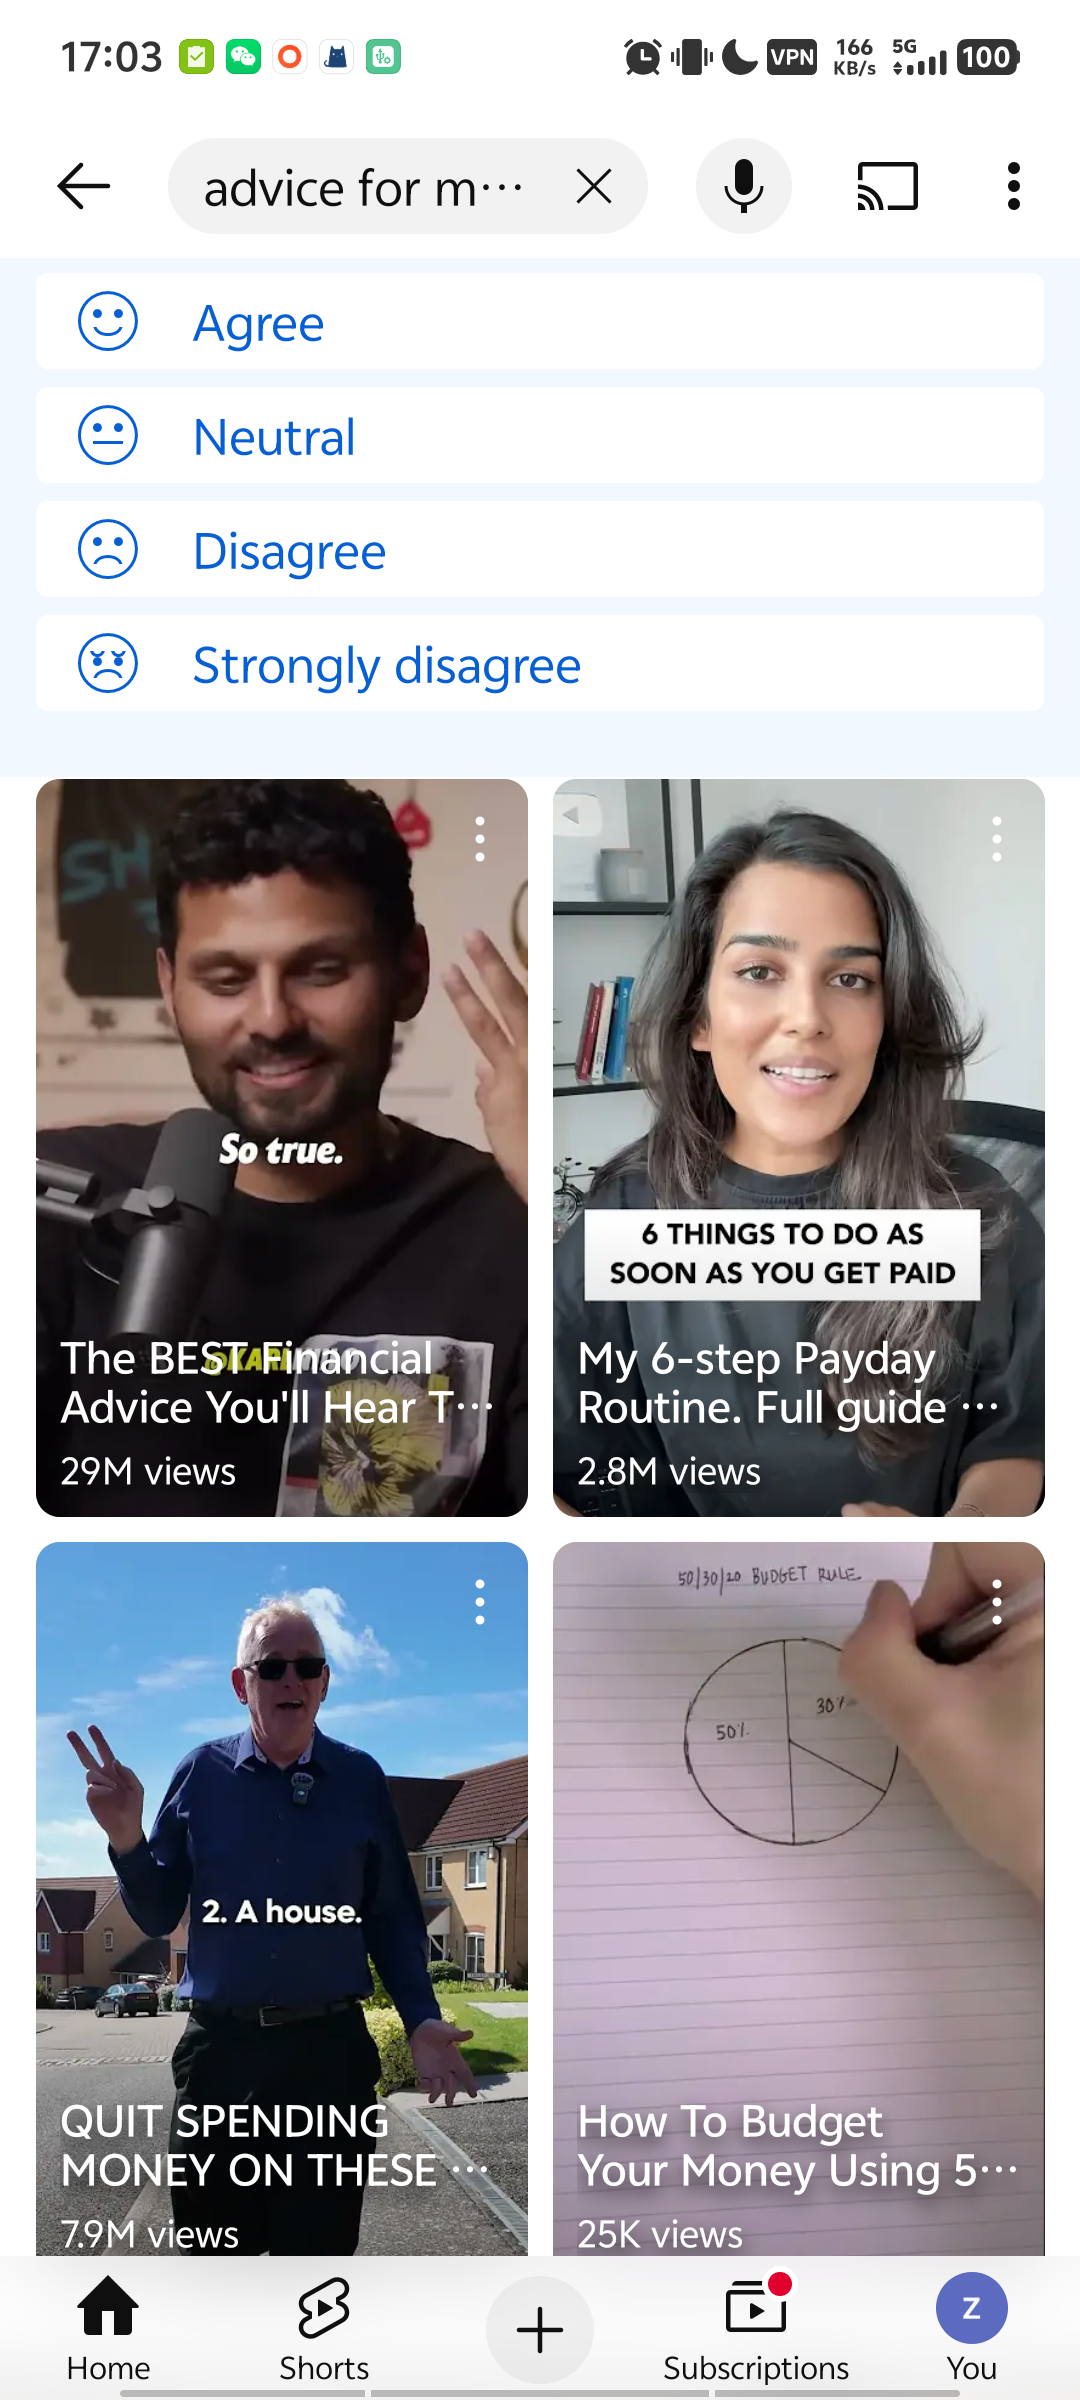 17:03
VPN
166
KB/s
5G
100
advice for m···
Agree
Neutral
Disagree
Strongly disagree
So true.
The BEST Financial
Advice You'll Hear T···
29M views
6 THINGS TO DO AS
SOON AS YOU GET PAID
My 6-step Payday
Routine. Full guide ···
2.8M views
2. A house.
QUIT SPENDING
MONEY ON THESE ···
7.9M views
50/30/20 BUDGET RULE
30%
50%
How To Budget
Your Money Using 5···
25K views
Home
Shorts
Subscriptions
Z
You